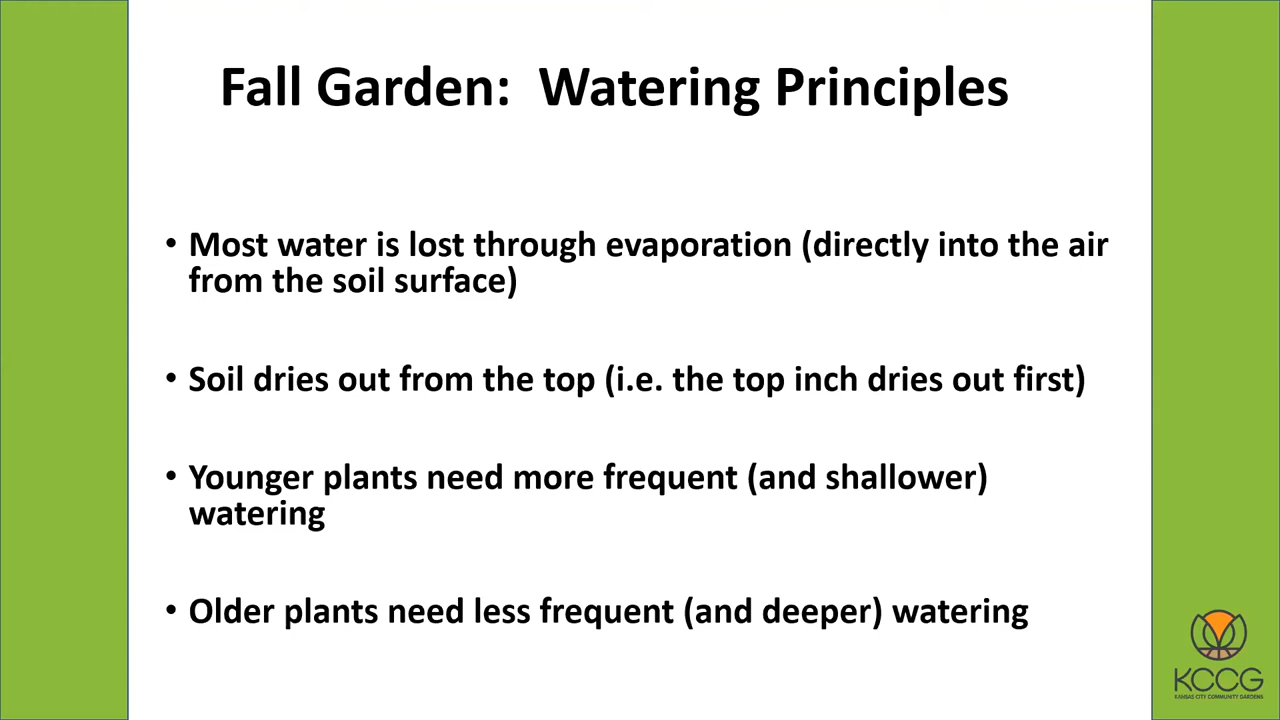 Fall Garden:  Watering Principles
• Most water is lost through evaporation (directly into the air
from the soil surface)
• Soil dries out from the top (i.e. the top inch dries out first)
• Younger plants need more frequent (and shallower)
watering
• Older plants need less frequent (and deeper) watering
KCCG
KANSAS CITY COMMUNITY GARDENS